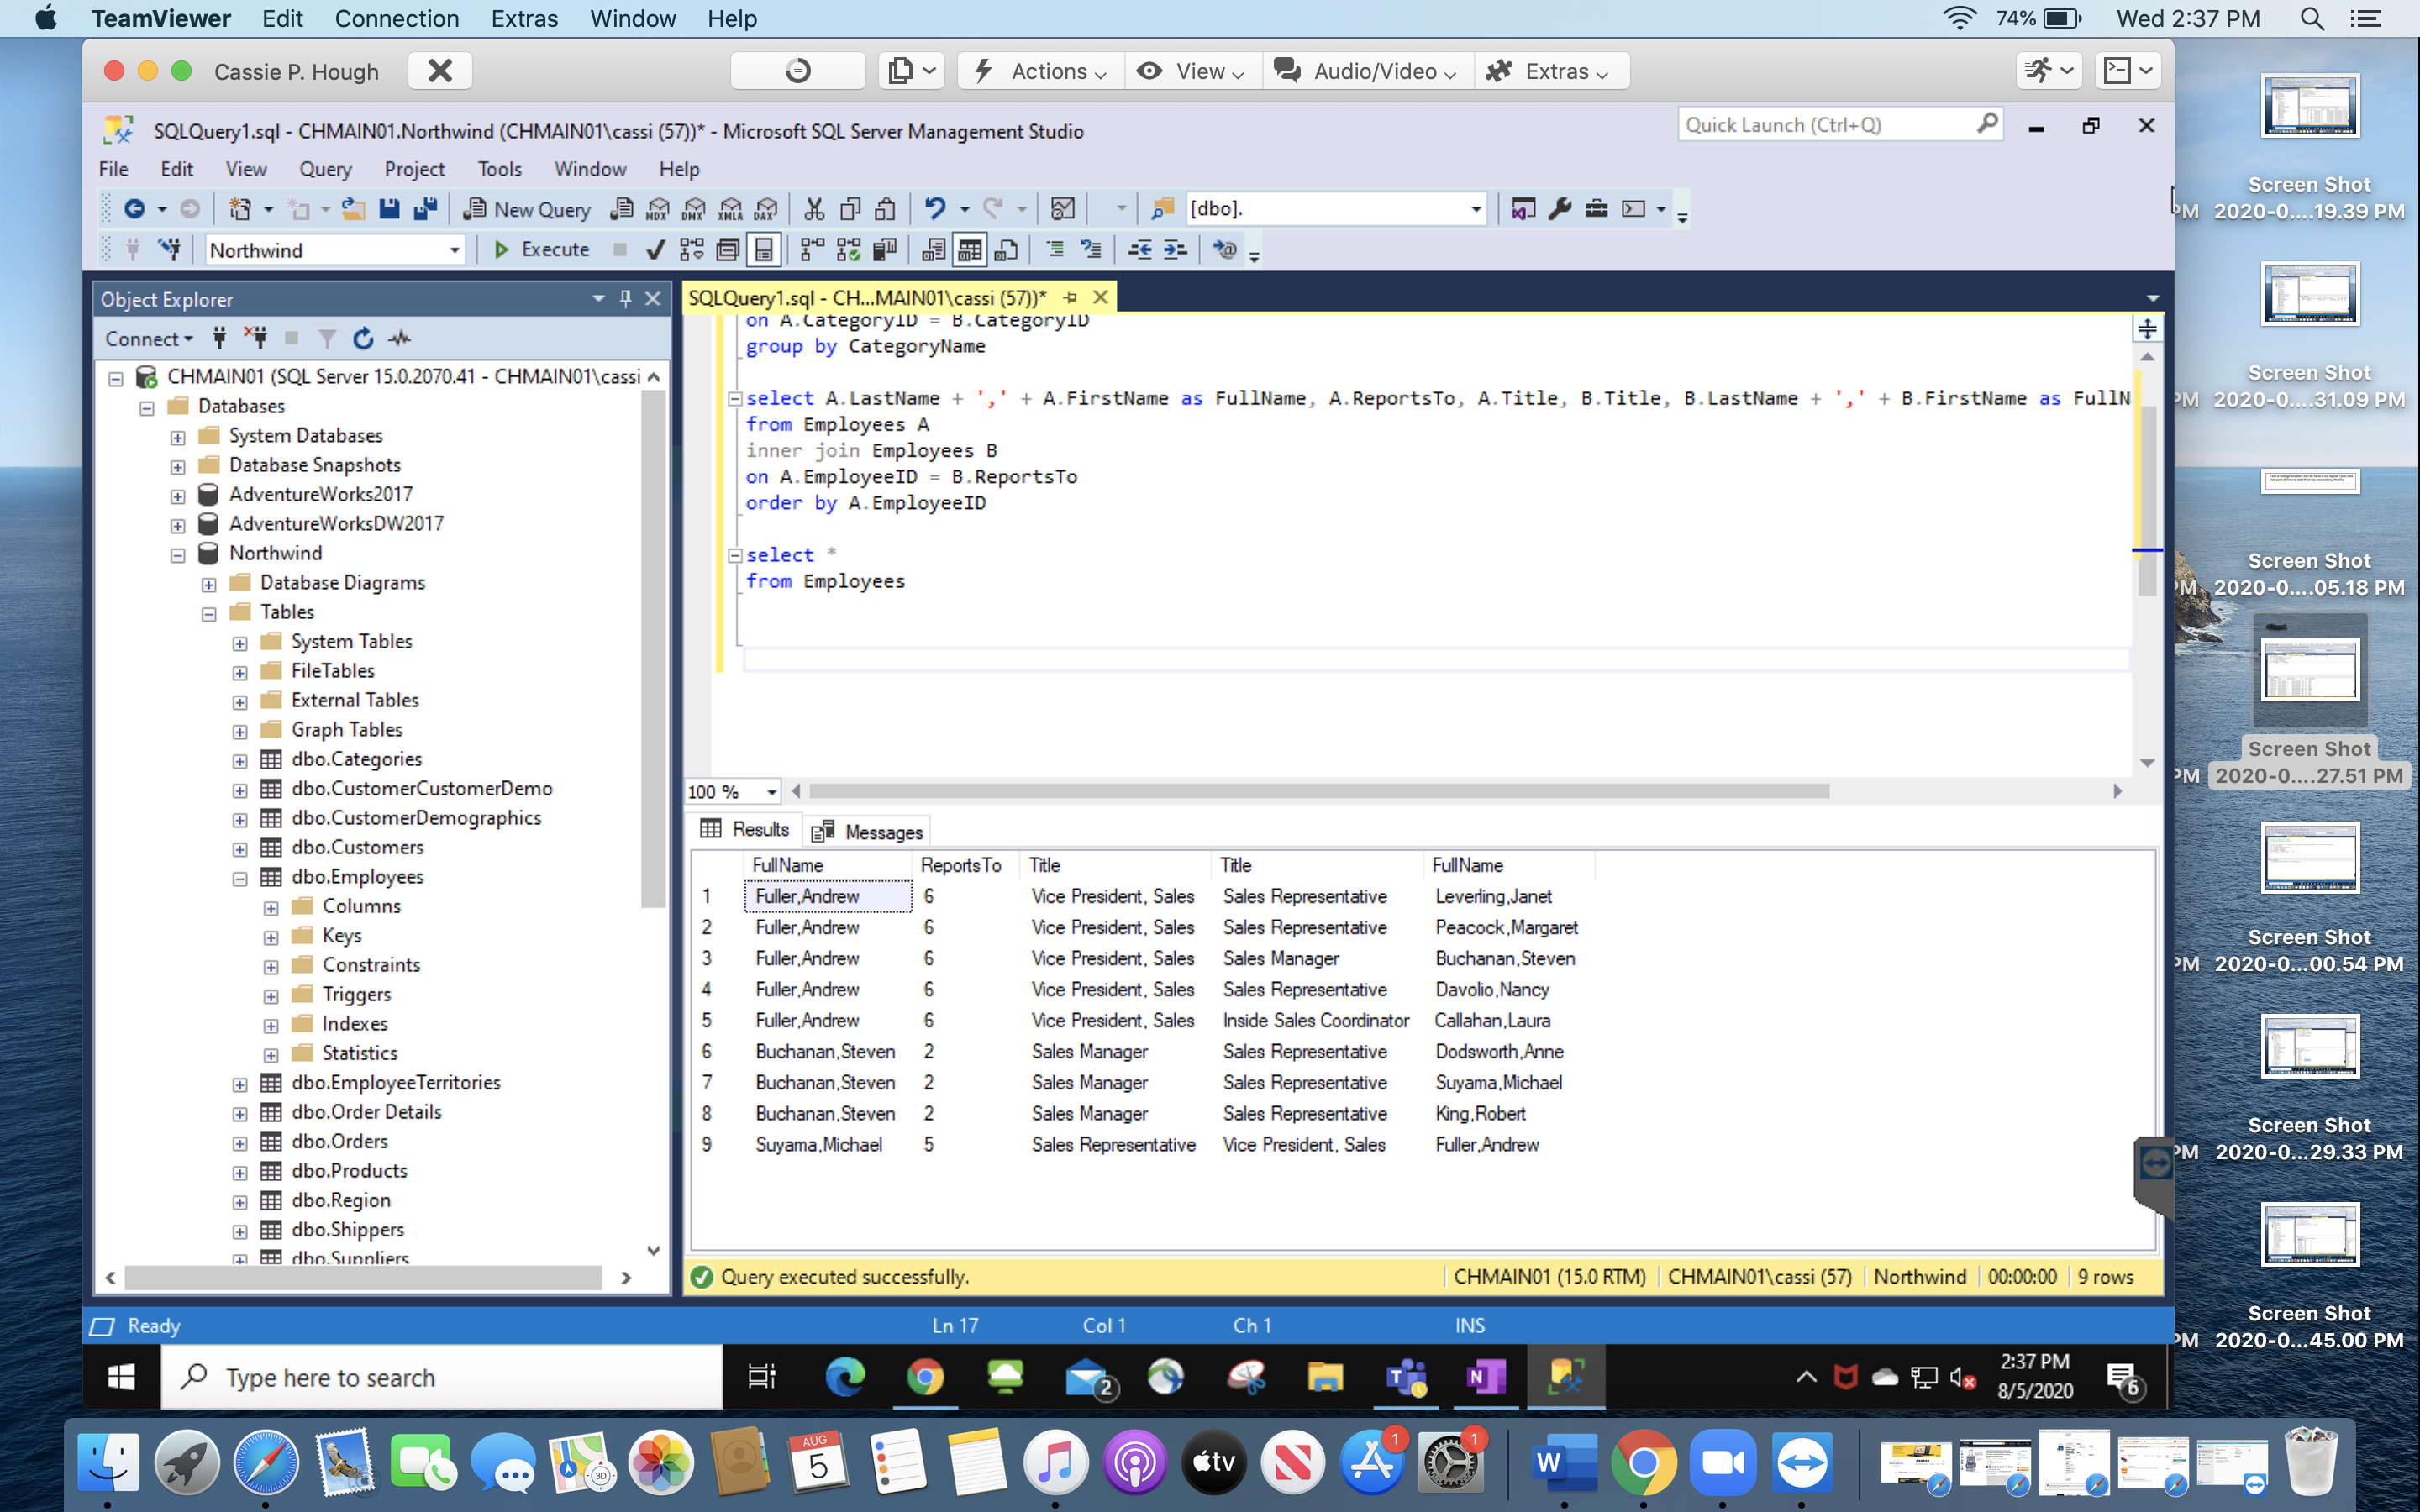 TeamViewer Edit Connection Extras Window Help 74% Wed 2:37 PM
Cassie P. Hough Actions View Audio/Video Extras
SQLQuery1.sql - CHMAIN01.Northwind (CHMAIN01\cassi (57))* - Microsoft SQL Server Management Studio Quick Launch (Ctrl+Q)
File Edit View Query Project Tools Window Help
New Query MDX DMX XMLA DAX [dbo].
Northwind Execute
Object Explorer
Connect
CHMAIN01 (SQL Server 15.0.2070.41 - CHMAIN01\cassi
Databases
System Databases
Database Snapshots
AdventureWorks2017
AdventureWorksDW2017
Northwind
Database Diagrams
Tables
System Tables
FileTables
External Tables
Graph Tables
dbo.Categories
dbo.CustomerCustomerDemo
dbo.CustomerDemographics
dbo.Customers
dbo.Employees
Columns
Keys
Constraints
Triggers
Indexes
Statistics
dbo.EmployeeTerritories
dbo.Order Details
dbo.Orders
dbo.Products
dbo.Region
dbo.Shippers
dbo.Suppliers
SQLQuery1.sql - CH...MAIN01\cassi (57))*
on A.CategoryID = B.CategoryID
group by CategoryName
select A.LastName + ',' + A.FirstName as FullName, A.ReportsTo, A.Title, B.Title, B.LastName + ',' + B.FirstName as FullN
from Employees A
inner join Employees B
on A.EmployeeID = B.ReportsTo
order by A.EmployeeID
select *
from Employees
100 %
Results Messages
FullName ReportsTo Title Title FullName
1 Fuller,Andrew 6 Vice President, Sales Sales Representative Leverling,Janet
2 Fuller,Andrew 6 Vice President, Sales Sales Representative Peacock,Margaret
3 Fuller,Andrew 6 Vice President, Sales Sales Manager Buchanan,Steven
4 Fuller,Andrew 6 Vice President, Sales Sales Representative Davolio,Nancy
5 Fuller,Andrew 6 Vice President, Sales Inside Sales Coordinator Callahan,Laura
6 Buchanan,Steven 2 Sales Manager Sales Representative Dodsworth,Anne
7 Buchanan,Steven 2 Sales Manager Sales Representative Suyama,Michael
8 Buchanan,Steven 2 Sales Manager Sales Representative King,Robert
9 Suyama,Michael 5 Sales Representative Vice President, Sales Fuller,Andrew
Query executed successfully. CHMAIN01 (15.0 RTM) CHMAIN01\cassi (57) Northwind 00:00:00 9 rows
Ready Ln 17 Col 1 Ch 1 INS
Type here to search 2 N 2:37 PM
8/5/2020 6
Screen Shot
PM 2020-0....19.39 PM
Screen Shot
PM 2020-0....31.09 PM
Screen Shot
PM 2020-0....05.18 PM
Screen Shot
PM 2020-0....27.51 PM
Screen Shot
PM 2020-0...00.54 PM
Screen Shot
PM 2020-0...29.33 PM
Screen Shot
PM 2020-0...45.00 PM
3D AUG 5 tv 1 1 W